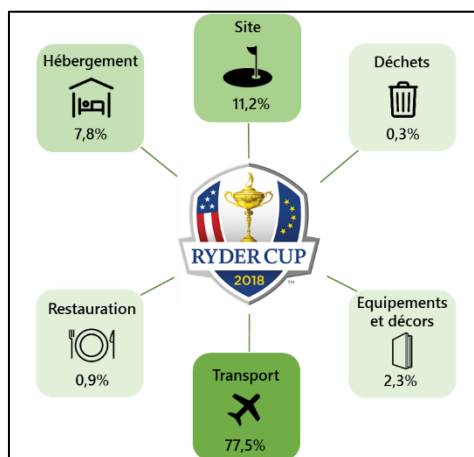 Site
11,2%
Hébergement
7,8%
Déchets
0,3%
RYDER CUP
2018
TM
Restauration
0,9%
Equipements
et décors
2,3%
Transport
77,5%